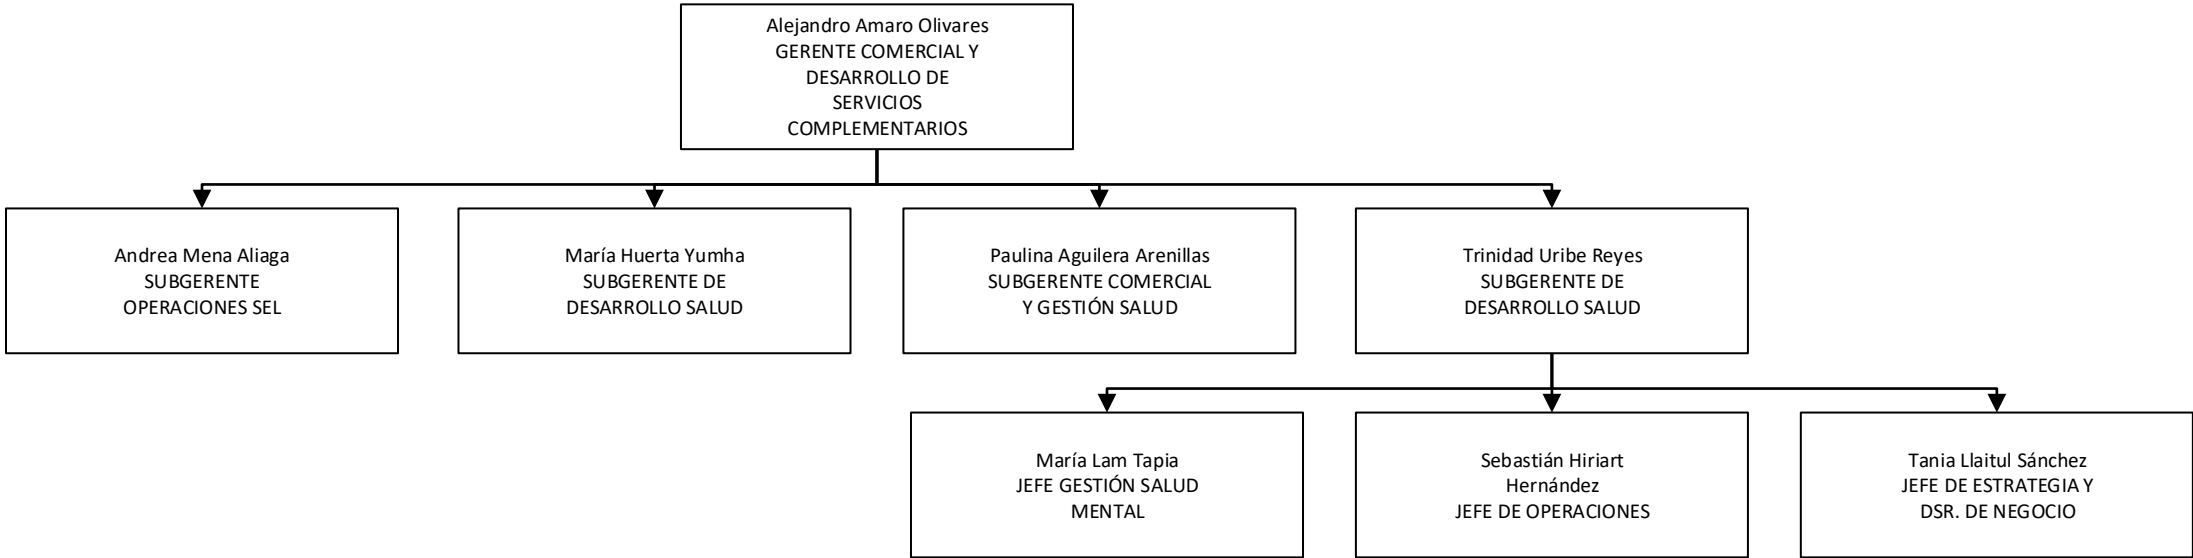 Alejandro Amaro Olivares
GERENTE COMERCIAL Y
DESARROLLO DE
SERVICIOS
COMPLEMENTARIOS
Andrea Mena Aliaga
SUBGERENTE
OPERACIONES SEL
María Huerta Yumha
SUBGERENTE DE
DESARROLLO SALUD
Paulina Aguilera Arenillas
SUBGERENTE COMERCIAL
Y GESTIÓN SALUD
Trinidad Uribe Reyes
SUBGERENTE DE
DESARROLLO SALUD
María Lam Tapia
JEFE GESTIÓN SALUD
MENTAL
Sebastián Hiriart
Hernández
JEFE DE OPERACIONES
Tania Llaitul Sánchez
JEFE DE ESTRATEGIA Y
DSR. DE NEGOCIO